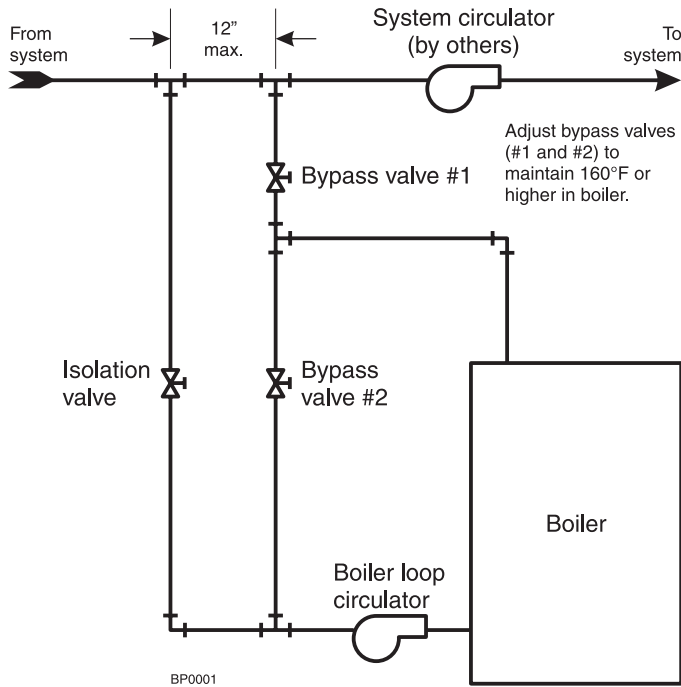 From
system
12"
max.
System circulator
(by others)
To
system
Adjust bypass valves
(#1 and #2) to
maintain 160°F or
higher in boiler.
Bypass valve #1
Isolation
valve
Bypass
valve #2
Boiler
Boiler loop
circulator
BP0001